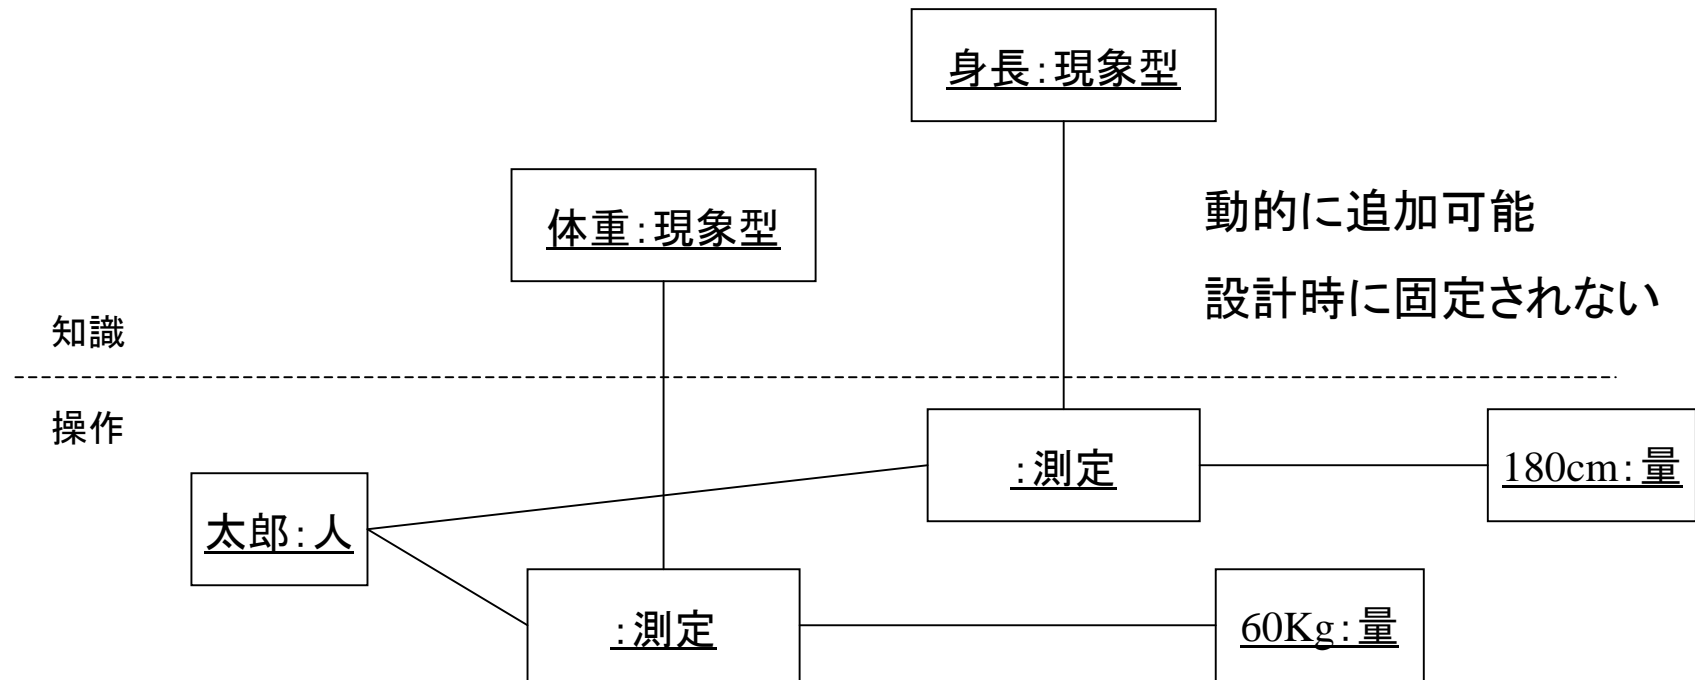 身長:現象型
体重:現象型
動的に追加可能
設計時に固定されない
知識
操作
:測定
180cm:量
太郎:人
:測定
60Kg:量